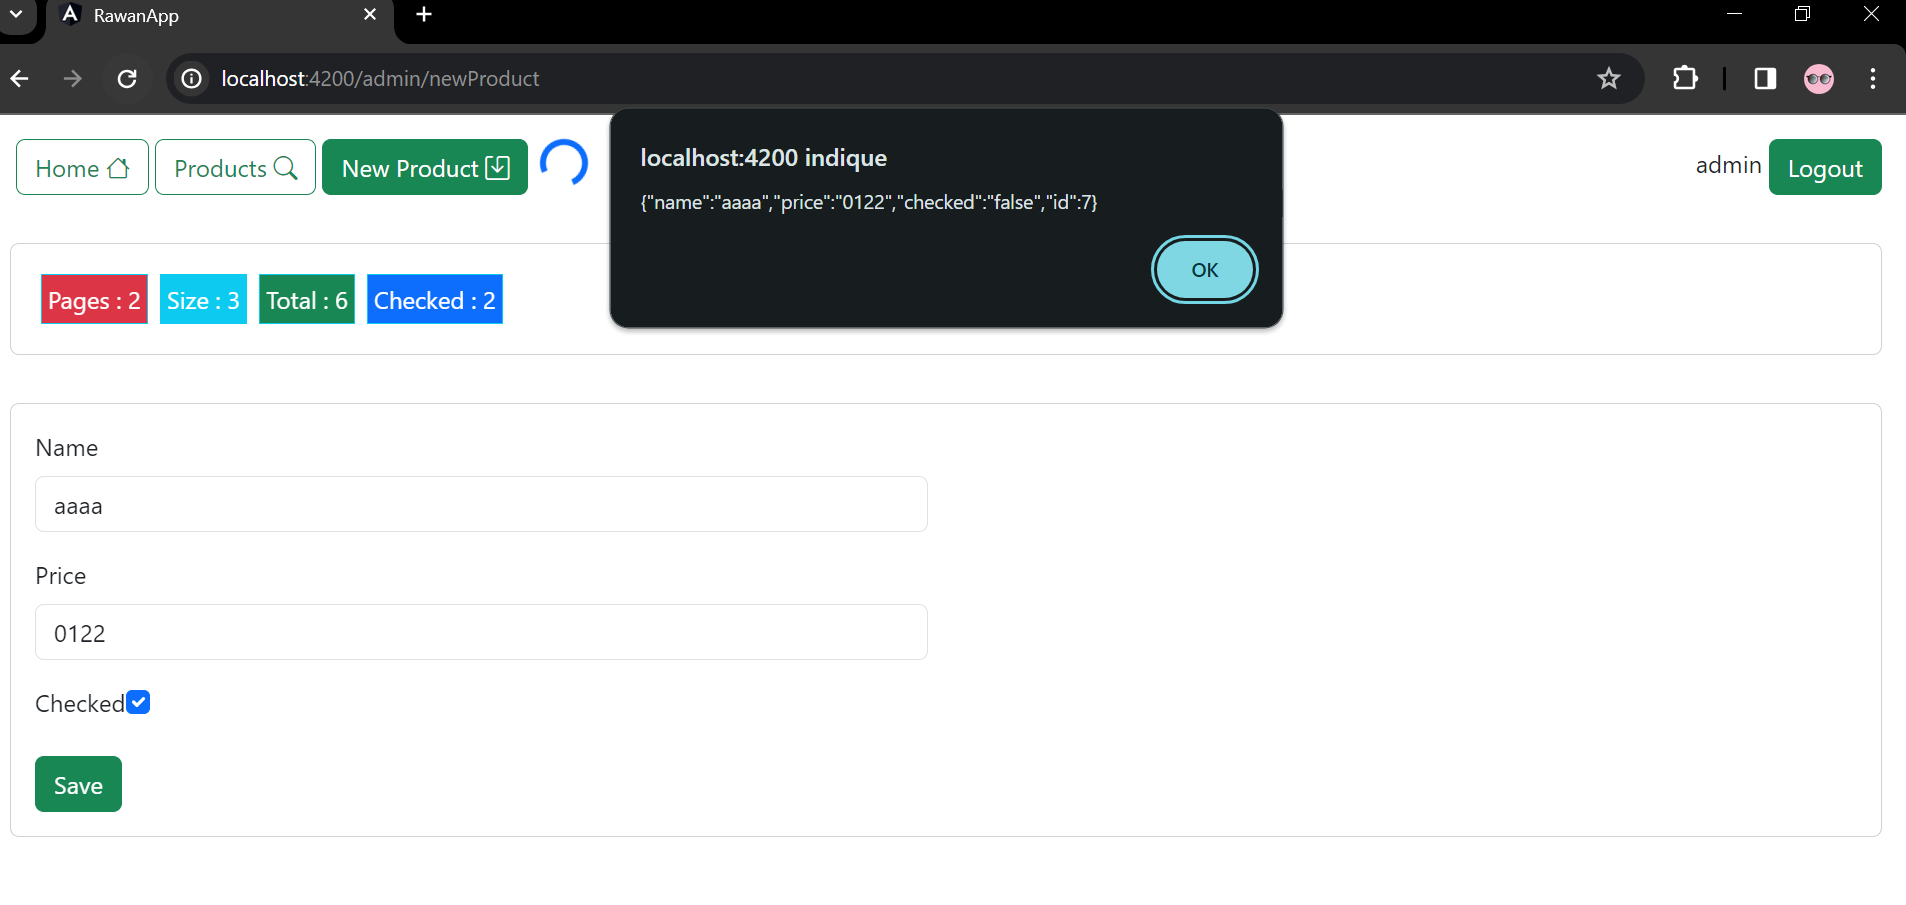 RawanApp
localhost:4200/admin/newProduct
Home Products New Product admin Logout
localhost:4200 indique
{"name":"aaaa","price":"0122","checked":"false","id":7}
OK
Pages : 2 Size : 3 Total : 6 Checked : 2
Name
aaaa
Price
0122
Checked
Save